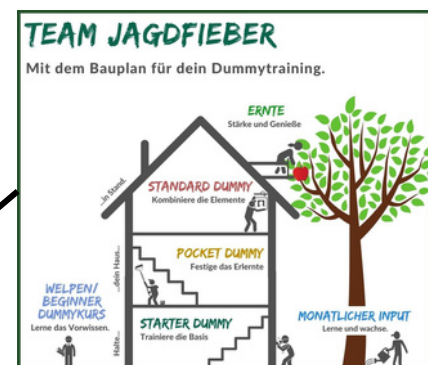 TEAM JAGDFIEBER
Mit dem Bauplan für dein Dummytraining.
ERNTE
Stärke und Genieße
...in Stand.
STANDARD DUMMY
Kombiniere die Elemente
...dein Haus...
POCKET DUMMY
Festige das Erlernte
WELPEN/
BEGINNER
DUMMYKURS
Lerne das Vorwissen.
Halte...
STARTER DUMMY
Trainiere die Basis
MONATLICHER INPUT
Lerne und wachse.